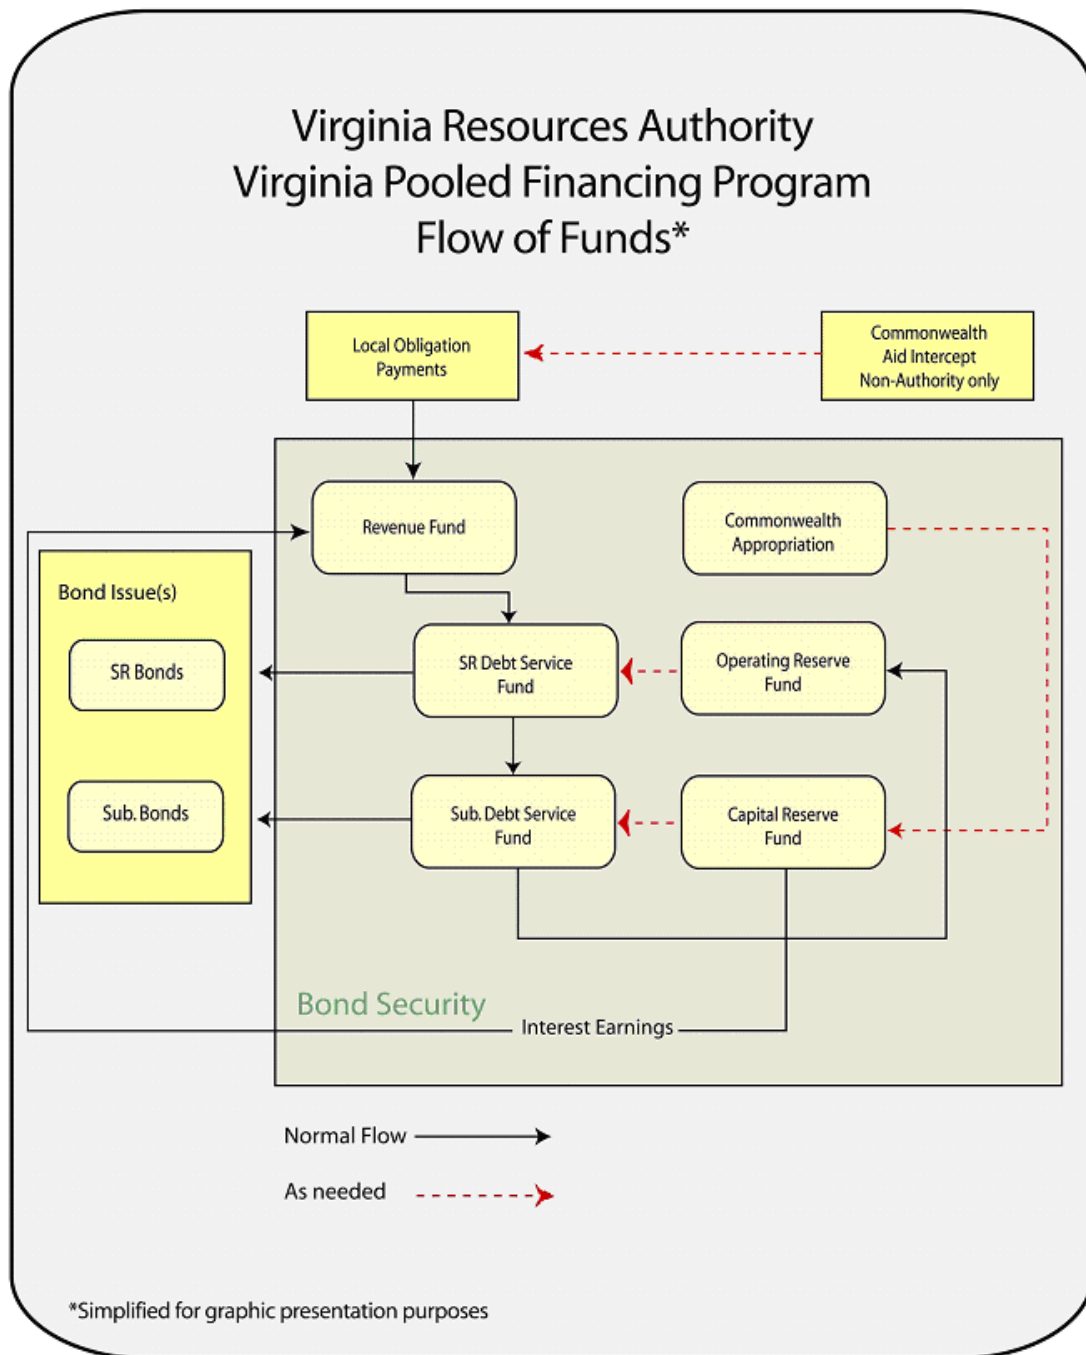 Virginia Resources Authority
Virginia Pooled Financing Program
Flow of Funds*
Local Obligation
Payments
Commonwealth
Aid Intercept
Non-Authority only
Revenue Fund
Commonwealth
Appropriation
Bond Issue(s)
SR Bonds
SR Debt Service
Fund
Operating Reserve
Fund
Sub. Bonds
Sub. Debt Service
Fund
Capital Reserve
Fund
Bond Security
Interest Earnings
Normal Flow
As needed
*Simplified for graphic presentation purposes